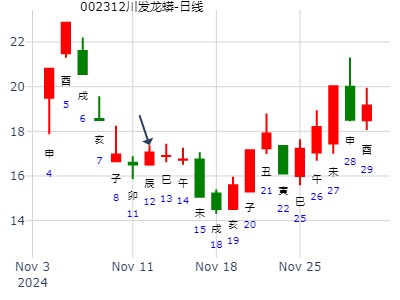 002312川发龙蟒-日线
22
20
18
16
14
申
4
酉
5
戌
6
亥
7
子
8
卯
11
辰
12
巳
13
午
14
未
15
戌
18
亥
19
子
20
丑
21
寅
22
巳
25
午
26
未
27
申
28
酉
29
Nov 3
2024
Nov 11
Nov 18
Nov 25